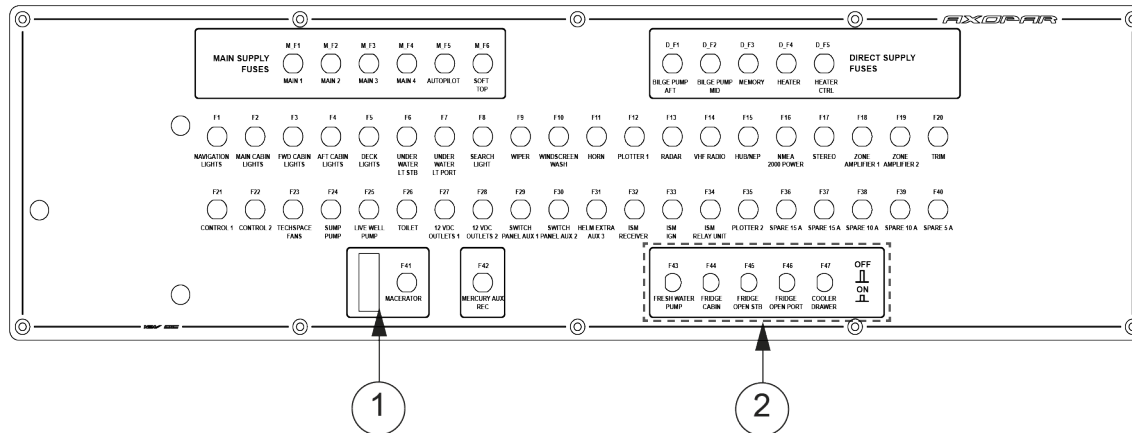 AXOPAR
MAIN SUPPLY
FUSES
M_F1 M_F2 M_F3 M_F4 M_F5 M_F6
MAIN 1 MAIN 2 MAIN 3 MAIN 4 AUTOPILOT SOFT
TOP
D_F1 D_F2 D_F3 D_F4 D_F5
BILGE PUMP BILGE PUMP MEMORY HEATER HEATER
AFT MID CTRL
DIRECT SUPPLY
FUSES
F1 F2 F3 F4 F5 F6 F7 F8 F9 F10 F11 F12 F13 F14 F15 F16 F17 F18 F19 F20
NAVIGATION MAIN CABIN FWD CABIN AFT CABIN DECK UNDER UNDER SEARCH WIPER WINDSCREEN HORN PLOTTER 1 RADAR VHF RADIO HUB/NEP NMEA STEREO ZONE ZONE TRIM
LIGHTS LIGHTS LIGHTS LIGHTS LIGHTS WATER WATER LIGHT WASH 2000 POWER AMPLIFIER 1 AMPLIFIER 2
LT STB LT PORT
F21 F22 F23 F24 F25 F26 F27 F28 F29 F30 F31 F32 F33 F34 F35 F36 F37 F38 F39 F40
CONTROL 1 CONTROL 2 TECHSPACE SUMP LIVE WELL TOILET 12 VDC 12 VDC SWITCH SWITCH HELM EXTRA ISM ISM ISM PLOTTER 2 SPARE 15 A SPARE 15 A SPARE 10 A SPARE 10 A SPARE 5 A
FANS PUMP PUMP OUTLETS 1 OUTLETS 2 PANEL AUX 1 PANEL AUX 2 AUX 3 RECEIVER IGN RELAY UNIT
F41
MACERATOR
F42
MERCURY AUX
REC
F43 F44 F45 F46 F47
FRESH WATER FRIDGE FRIDGE FRIDGE COOLER
PUMP CABIN OPEN STB OPEN PORT DRAWER
OFF
ON
1
2